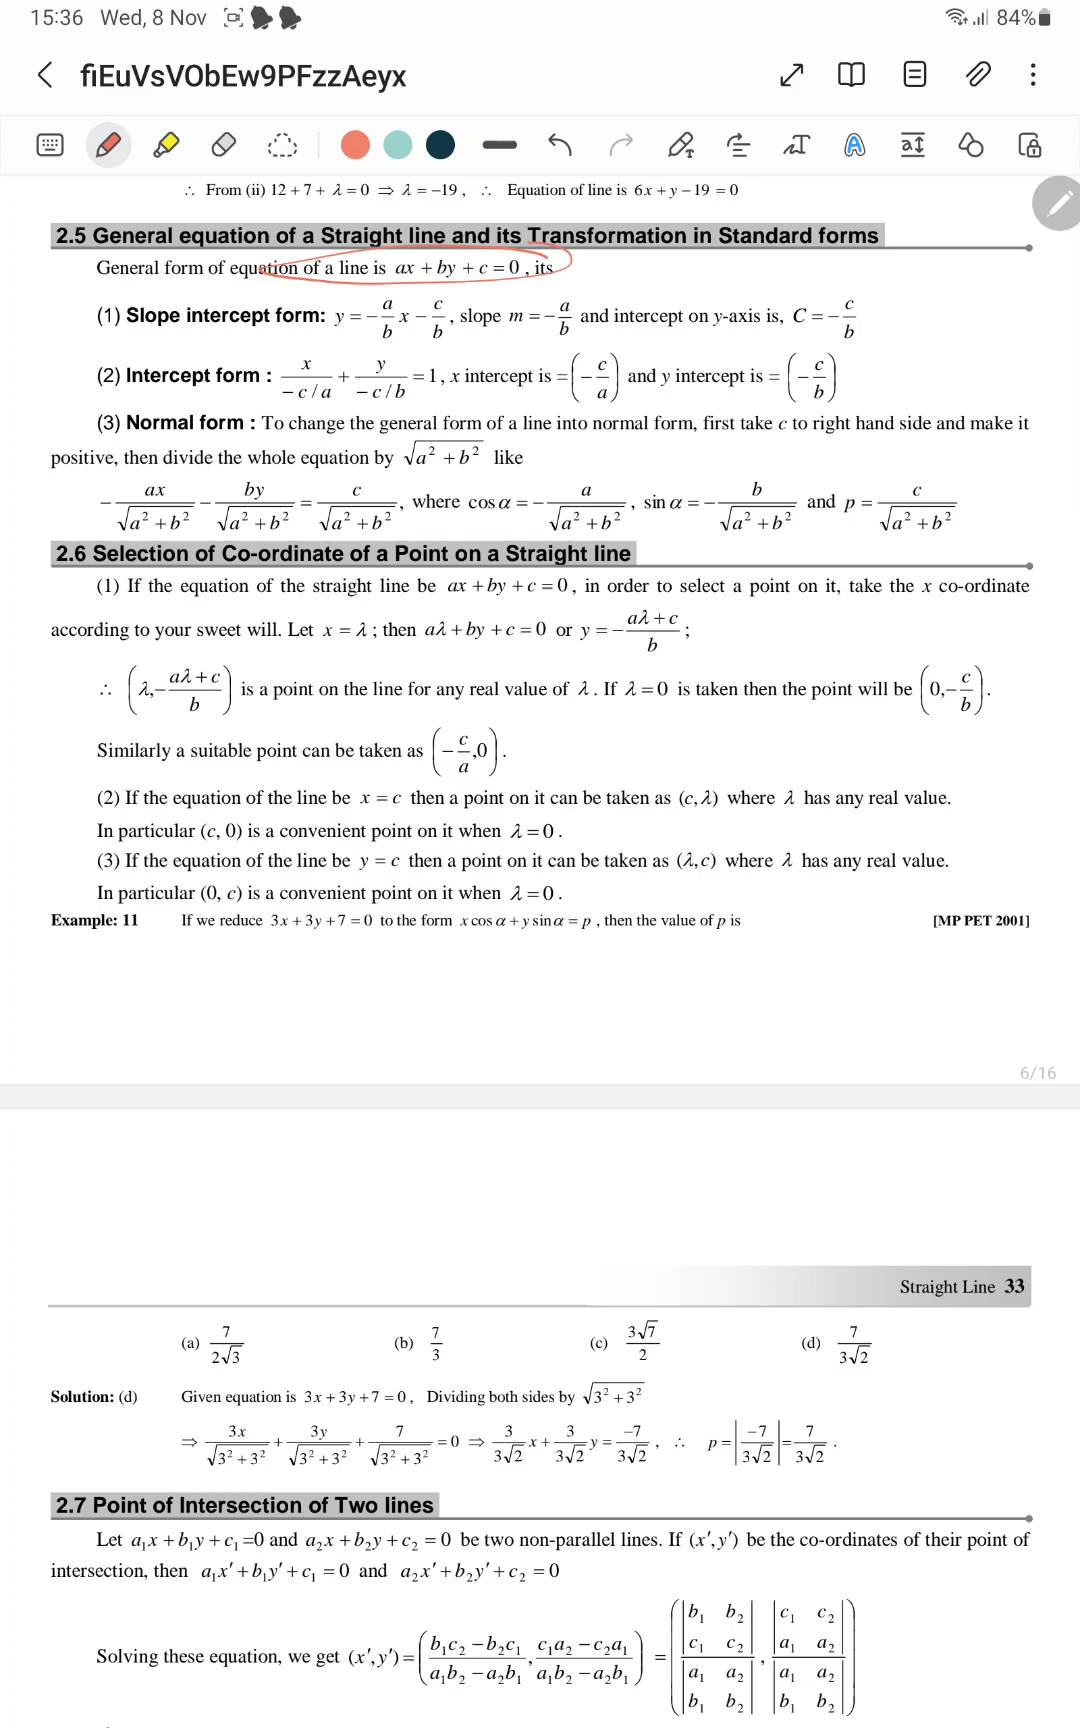 15:36 Wed, 8 Nov 84%
fiEuVsVObEw9PFzzAeyx
∴ From (ii) 12 + 7 + λ = 0 ⇒ λ = −19 , ∴ Equation of line is 6x + y − 19 = 0
2.5 General equation of a Straight line and its Transformation in Standard forms
General form of equation of a line is ax + by + c = 0 , its
(1) Slope intercept form: y = −a/b x − c/b , slope m = −a/b and intercept on y-axis is, C = −c/b
(2) Intercept form : x/(−c/a) + y/(−c/b) = 1 , x intercept is = (−c/a) and y intercept is = (−c/b)
(3) Normal form : To change the general form of a line into normal form, first take c to right hand side and make it
positive, then divide the whole equation by √(a² + b²) like
−ax/√(a² + b²) − by/√(a² + b²) = c/√(a² + b²) , where cos α = −a/√(a² + b²) , sin α = −b/√(a² + b²) and p = c/√(a² + b²)
2.6 Selection of Co-ordinate of a Point on a Straight line
(1) If the equation of the straight line be ax + by + c = 0 , in order to select a point on it, take the x co-ordinate
according to your sweet will. Let x = λ ; then aλ + by + c = 0 or y = −(aλ + c)/b ;
∴ (λ, −(aλ + c)/b) is a point on the line for any real value of λ . If λ = 0 is taken then the point will be (0, −c/b) .
Similarly a suitable point can be taken as (−c/a , 0) .
(2) If the equation of the line be x = c then a point on it can be taken as (c, λ) where λ has any real value.
In particular (c, 0) is a convenient point on it when λ = 0 .
(3) If the equation of the line be y = c then a point on it can be taken as (λ, c) where λ has any real value.
In particular (0, c) is a convenient point on it when λ = 0 .
Example: 11 If we reduce 3x + 3y + 7 = 0 to the form x cos α + y sin α = p , then the value of p is [MP PET 2001]
6/16
Straight Line 33
(a) 7/(2√3) (b) 7/3 (c) 3√7/2 (d) 7/(3√2)
Solution: (d) Given equation is 3x + 3y + 7 = 0 , Dividing both sides by √(3² + 3²)
⇒ 3x/√(3² + 3²) + 3y/√(3² + 3²) + 7/√(3² + 3²) = 0 ⇒ 3/(3√2) x + 3/(3√2) y = −7/(3√2) , ∴ p = |−7/(3√2)| = 7/(3√2) .
2.7 Point of Intersection of Two lines
Let a₁x + b₁y + c₁ =0 and a₂x + b₂y + c₂ = 0 be two non-parallel lines. If (x′, y′) be the co-ordinates of their point of
intersection, then a₁x′ + b₁y′ + c₁ = 0 and a₂x′ + b₂y′ + c₂ = 0
Solving these equation, we get (x′, y′) = ((b₁c₂ − b₂c₁)/(a₁b₂ − a₂b₁) , (c₁a₂ − c₂a₁)/(a₁b₂ − a₂b₁)) = (|b₁ b₂; c₁ c₂|/|a₁ a₂; b₁ b₂| , |c₁ c₂; a₁ a₂|/|a₁ a₂; b₁ b₂|)